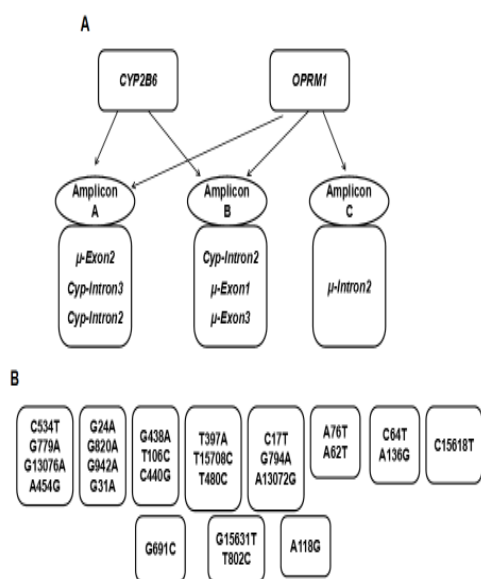 A
CYP2B6
OPRM1
Amplicon
A
Amplicon
B
Amplicon
C
μ-Exon2
Cyp-Intron3
Cyp-Intron2
Cyp-Intron2
μ-Exon1
μ-Exon3
μ-Intron2
B
C534T
G779A
G13076A
A454G
G24A
G820A
G942A
G31A
G438A
T106C
C440G
T397A
T15708C
T480C
C17T
G794A
A13072G
A76T
A62T
C64T
A136G
C15618T
G691C
G15631T
T802C
A118G